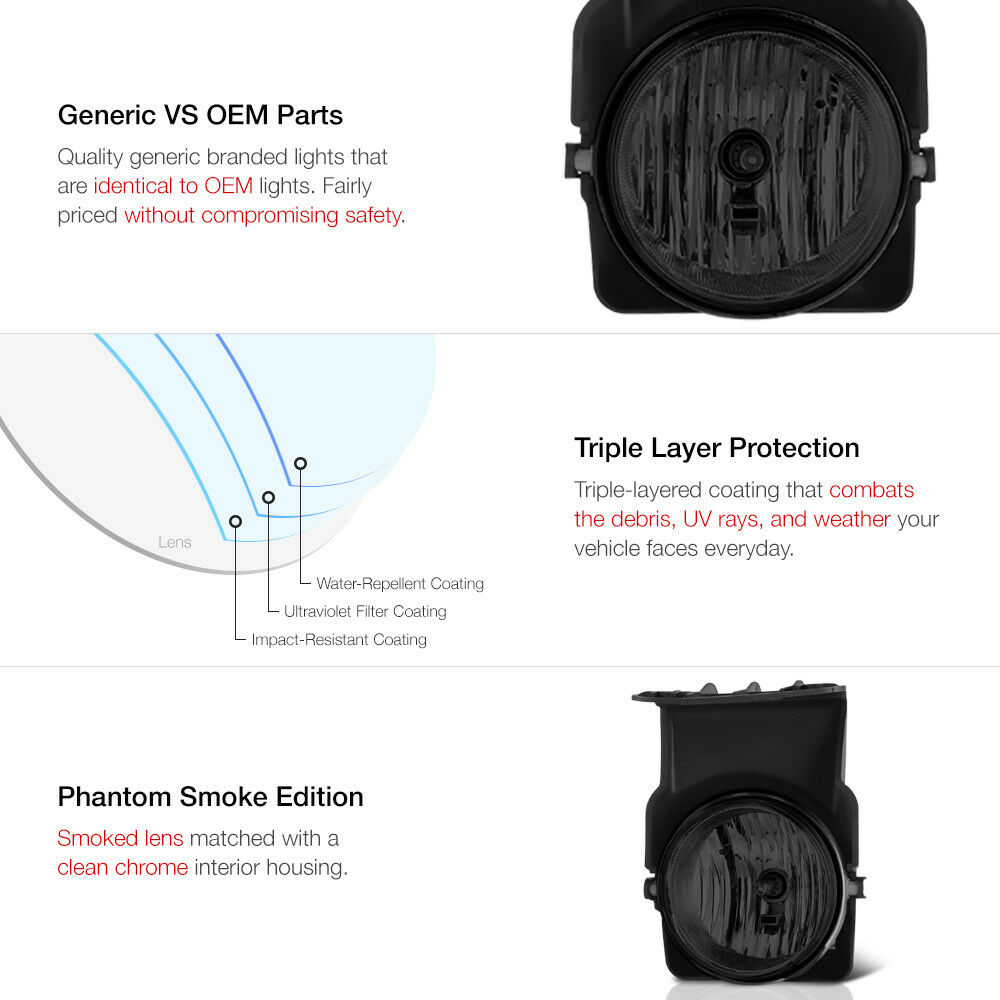 Generic VS OEM Parts
Quality generic branded lights that
are identical to OEM lights. Fairly
priced without compromising safety.
Triple Layer Protection
Triple-layered coating that combats
the debris, UV rays, and weather your
vehicle faces everyday.
Lens
Water-Repellent Coating
Ultraviolet Filter Coating
Impact-Resistant Coating
Phantom Smoke Edition
Smoked lens matched with a
clean chrome interior housing.